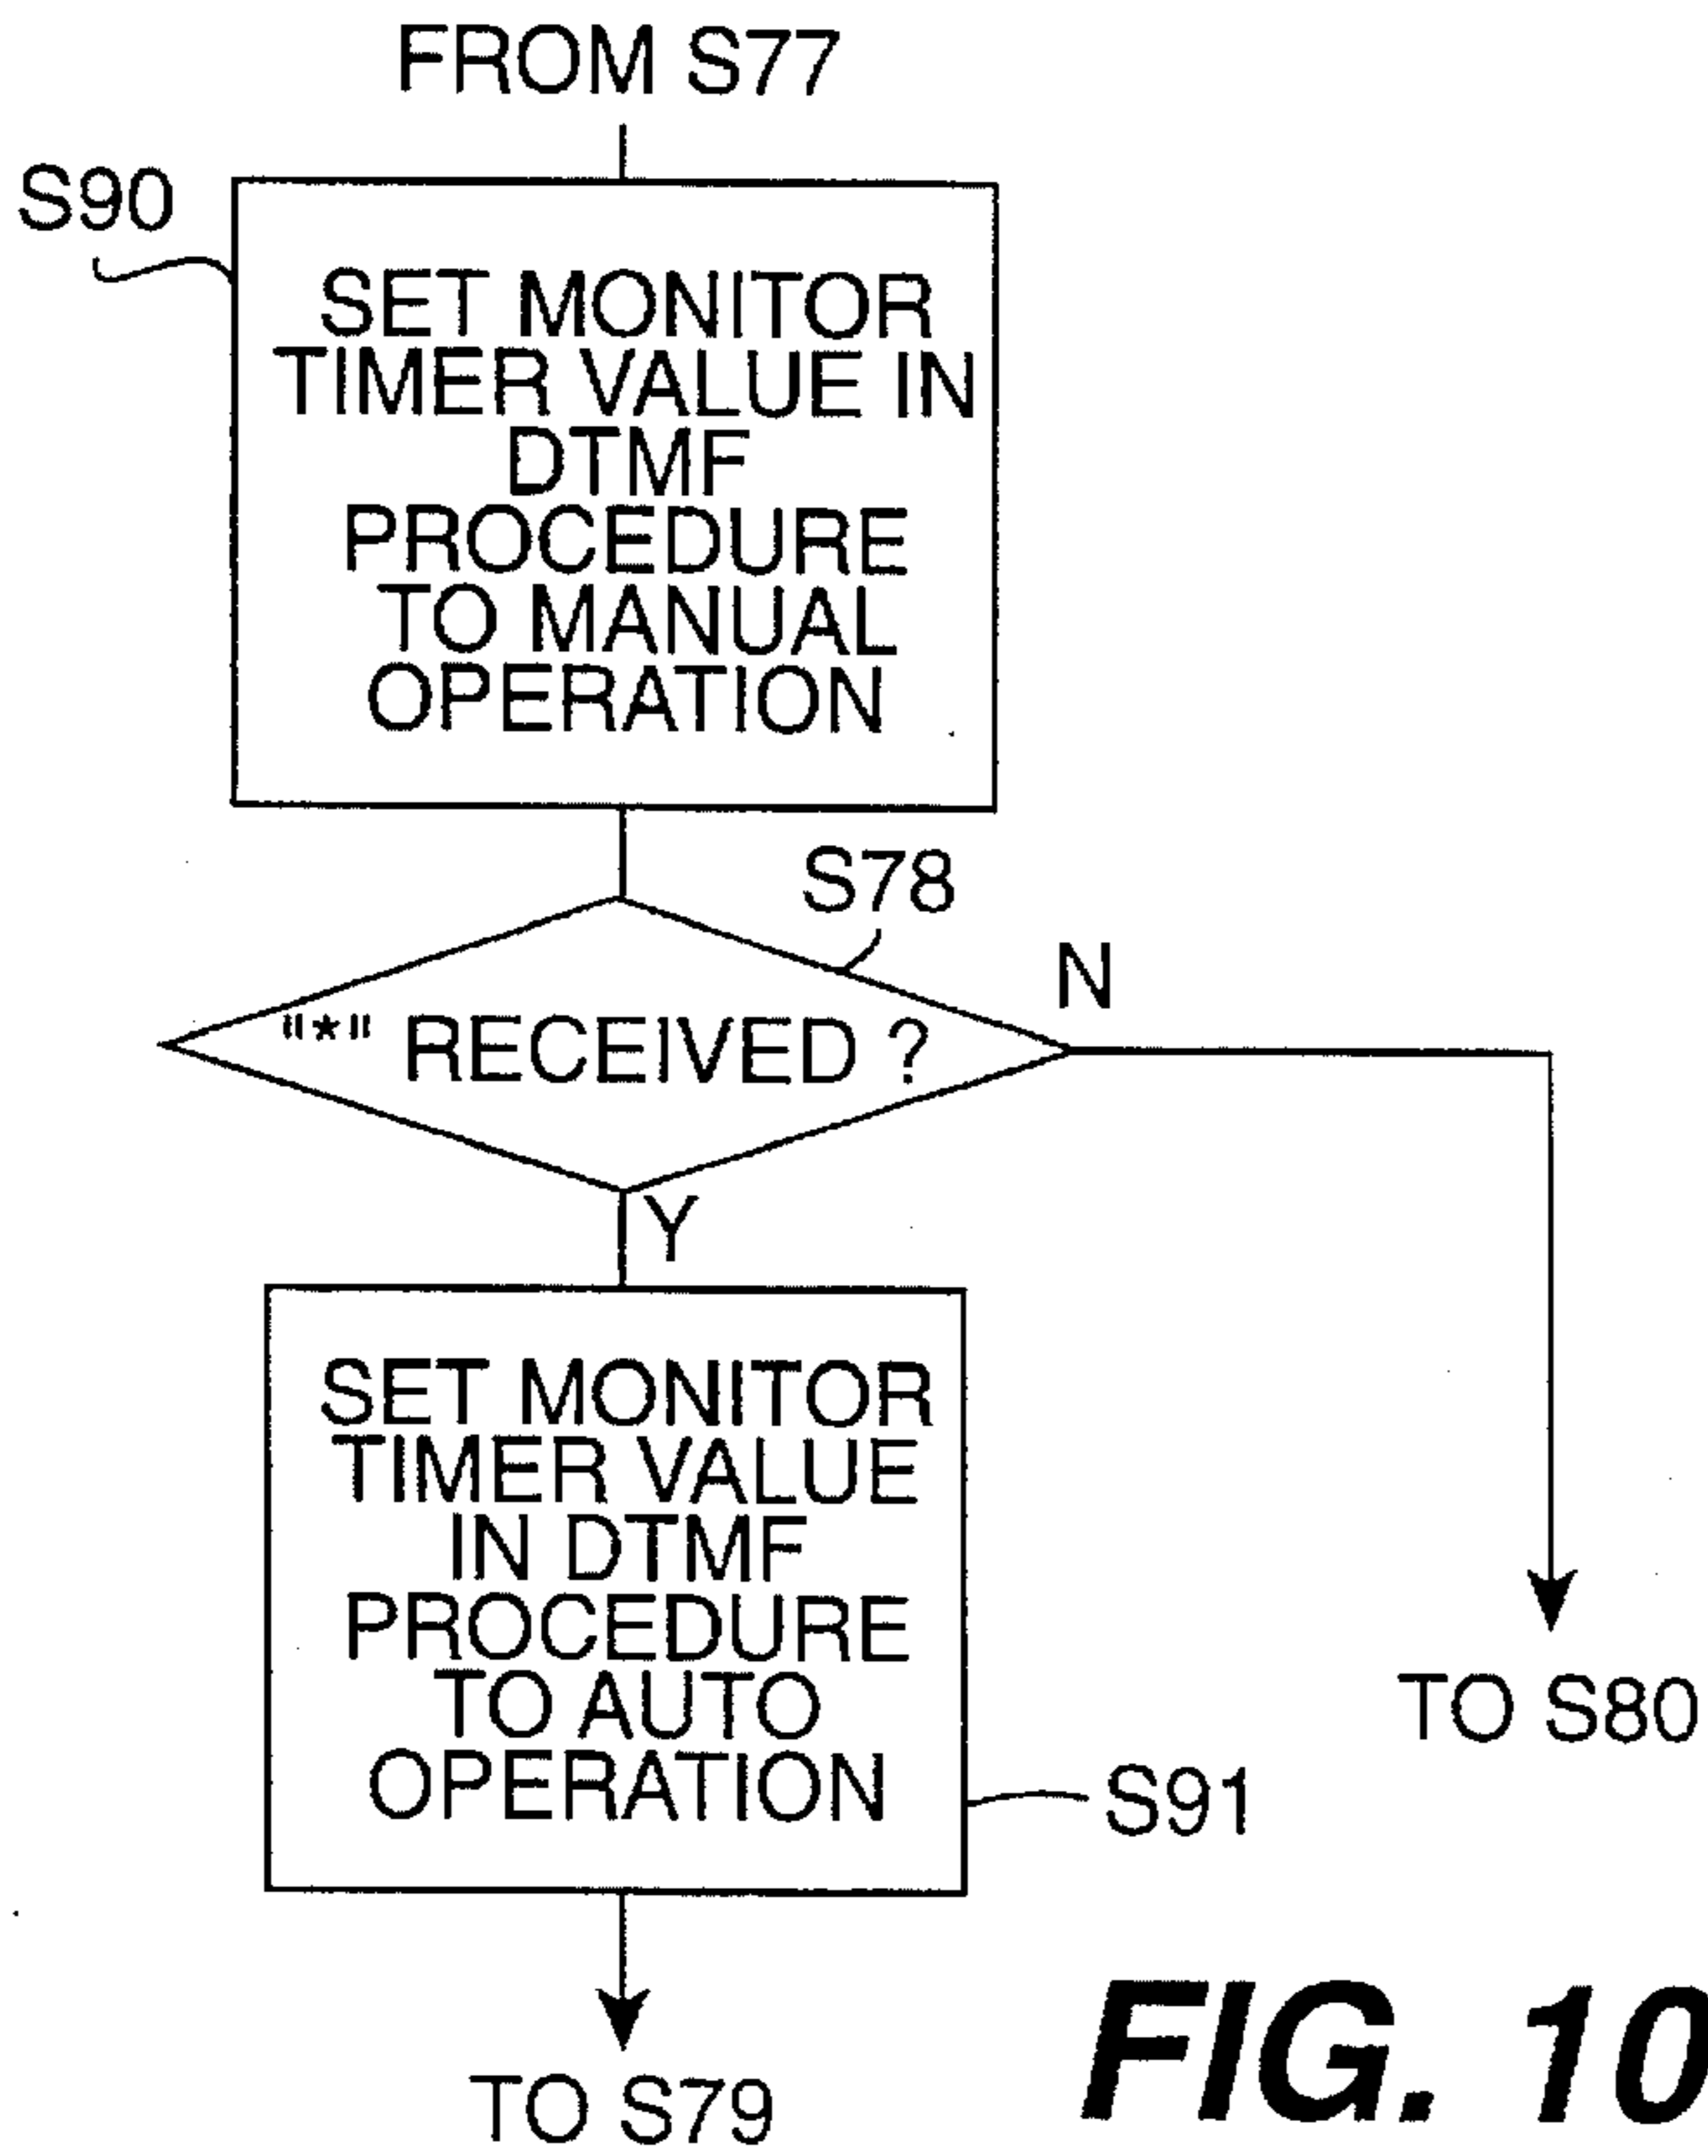 FROM S77
S90
SET MONITOR
TIMER VALUE IN
DTMF
PROCEDURE
TO MANUAL
OPERATION
S78
N
"*" RECEIVED ?
Y
SET MONITOR
TIMER VALUE
IN DTMF
PROCEDURE
TO AUTO
OPERATION
TO S80
S91
TO S79
FIG. 10